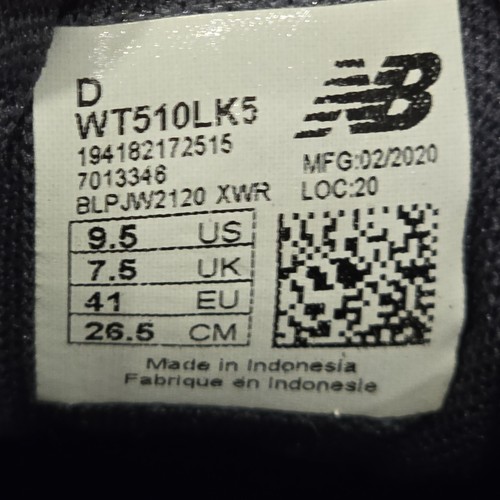 D
WT510LK5
194182172515
7013346
BLPJW2120 XWR
NB
MFG:02/2020
LOC:20
9.5 US
7.5 UK
41 EU
26.5 CM
Made in Indonesia
Fabrique en Indonesie